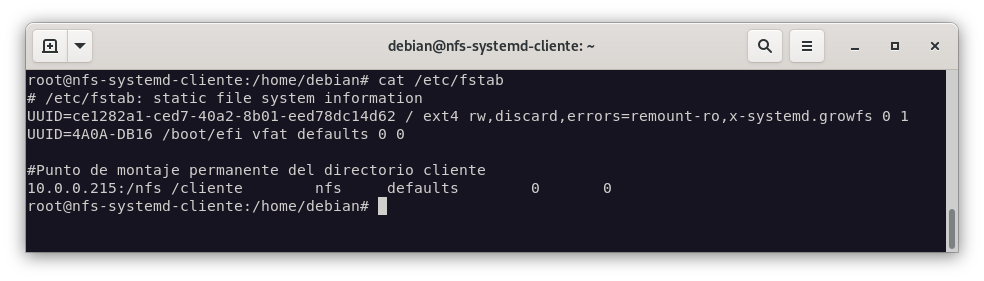 debian@nfs-systemd-cliente: ~
root@nfs-systemd-cliente:/home/debian# cat /etc/fstab
# /etc/fstab: static file system information
UUID=ce1282a1-ced7-40a2-8b01-eed78dc14d62 / ext4 rw,discard,errors=remount-ro,x-systemd.growfs 0 1
UUID=4A0A-DB16 /boot/efi vfat defaults 0 0
#Punto de montaje permanente del directorio cliente
10.0.0.215:/nfs /cliente        nfs     defaults        0       0
root@nfs-systemd-cliente:/home/debian#